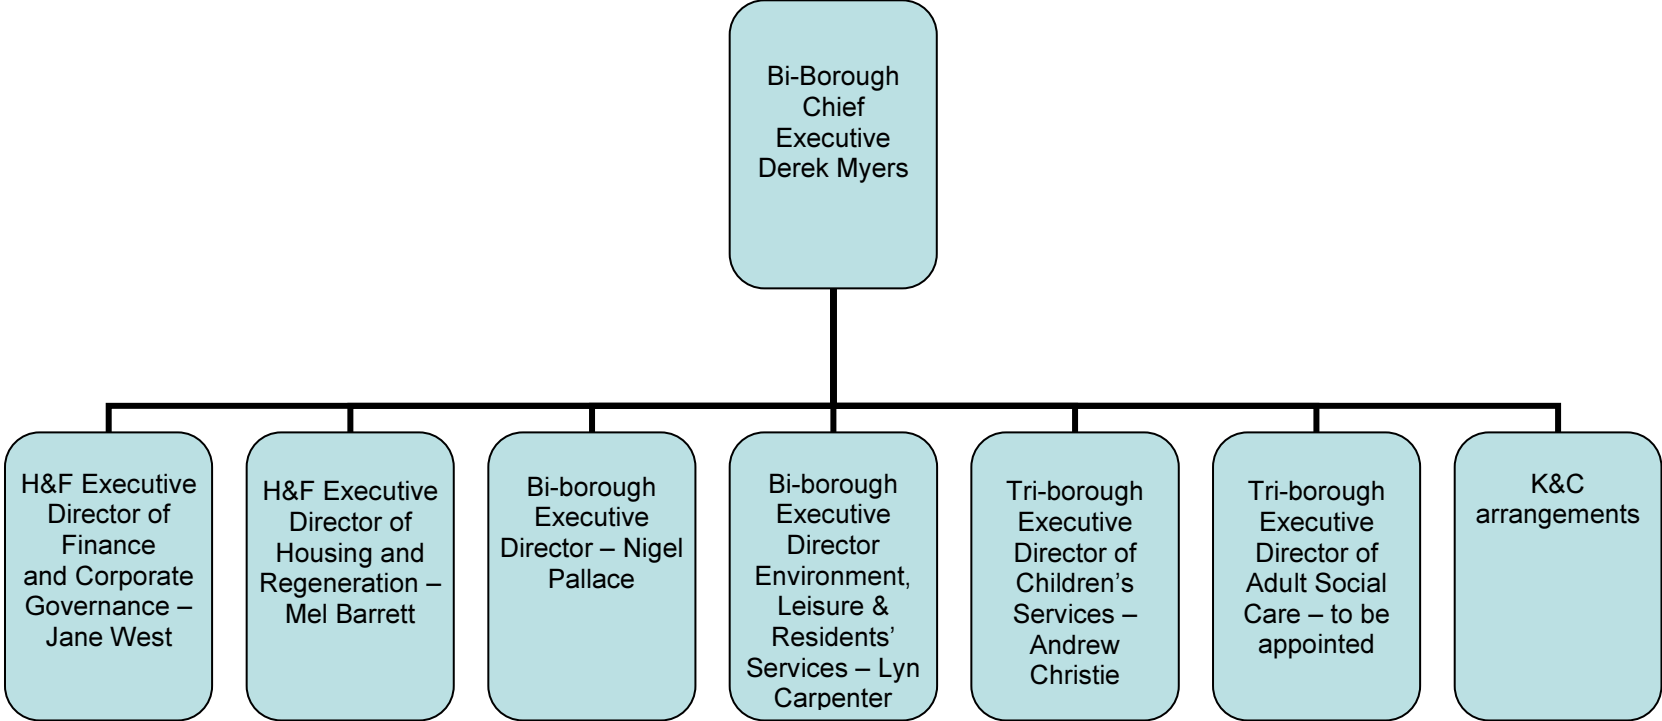 Bi-Borough
Chief
Executive
Derek Myers
H&F Executive
Director of
Finance
and Corporate
Governance –
Jane West
H&F Executive
Director of
Housing and
Regeneration –
Mel Barrett
Bi-borough
Executive
Director – Nigel
Pallace
Bi-borough
Executive
Director
Environment,
Leisure &
Residents’
Services – Lyn
Carpenter
Tri-borough
Executive
Director of
Children’s
Services –
Andrew
Christie
Tri-borough
Executive
Director of
Adult Social
Care – to be
appointed
K&C
arrangements